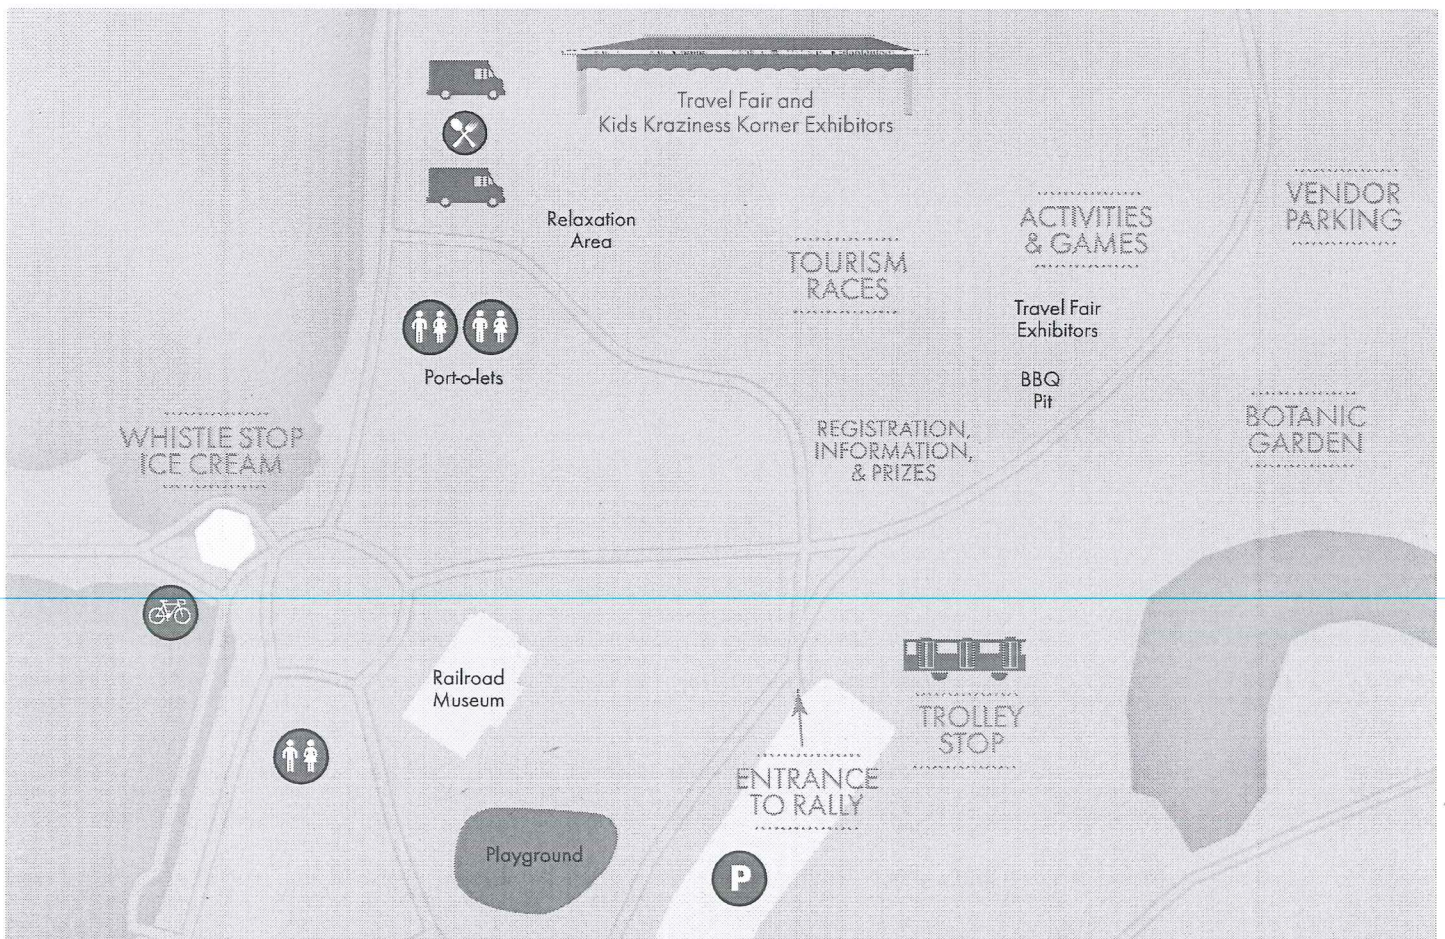 Travel Fair and
Kids Kraziness Korner Exhibitors
Relaxation
Area
VENDOR
PARKING
ACTIVITIES
& GAMES
TOURISM
RACES
Travel Fair
Exhibitors
Port-o-lets
BBQ
Pit
WHISTLE STOP
ICE CREAM
REGISTRATION,
INFORMATION,
& PRIZES
BOTANIC
GARDEN
Railroad
Museum
TROLLEY
STOP
ENTRANCE
TO RALLY
Playground
P